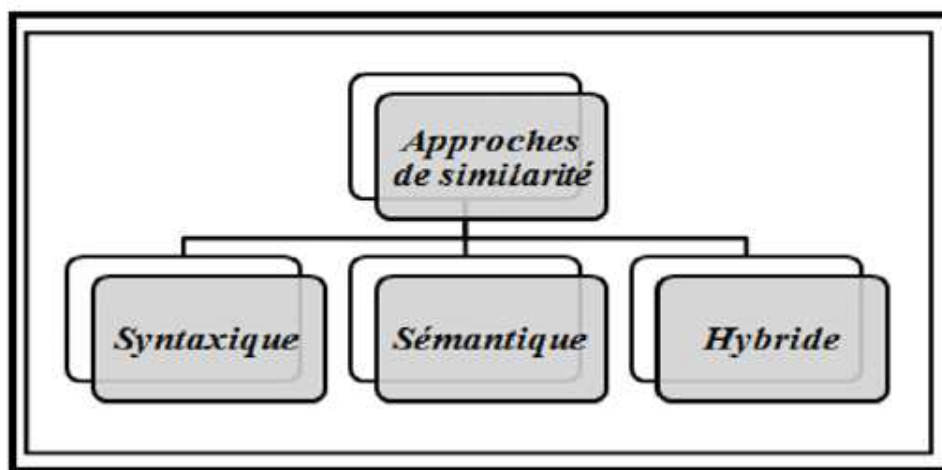 Approches
de similarité
Syntaxique
Sémantique
Hybride